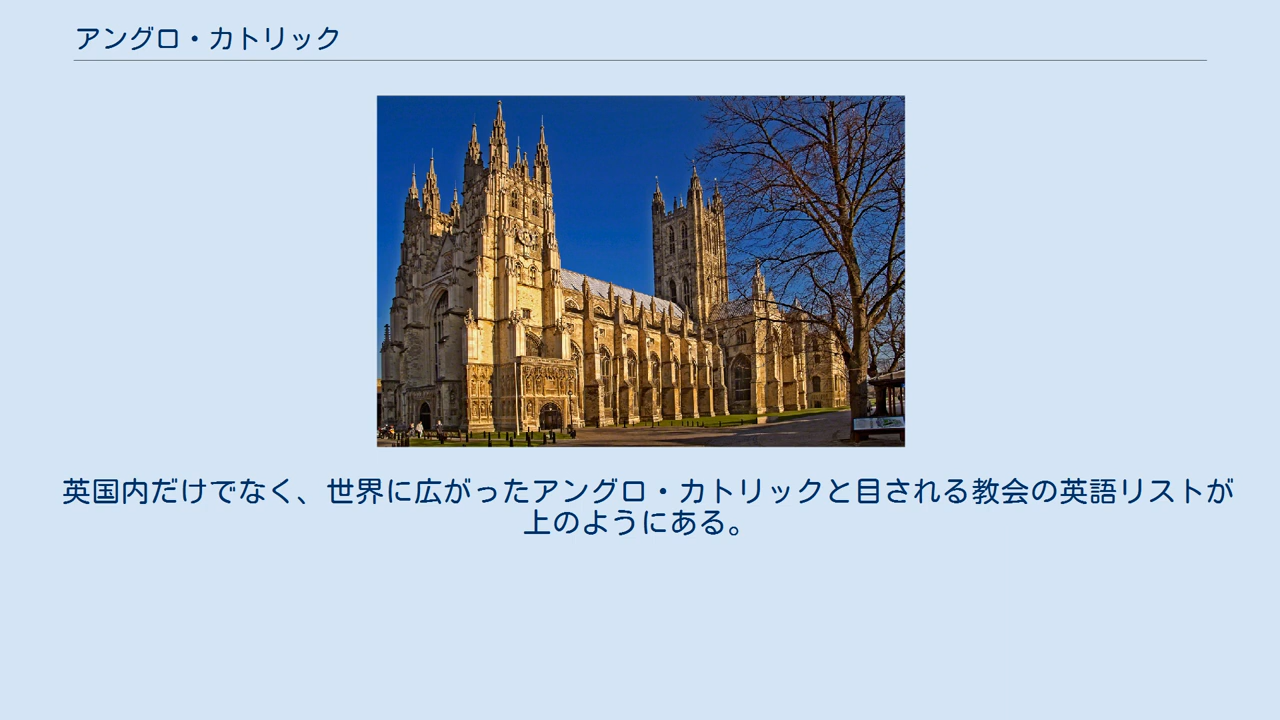 アングロ・カトリック
英国内だけでなく、世界に広がったアングロ・カトリックと目される教会の英語リストが
上のようにある。